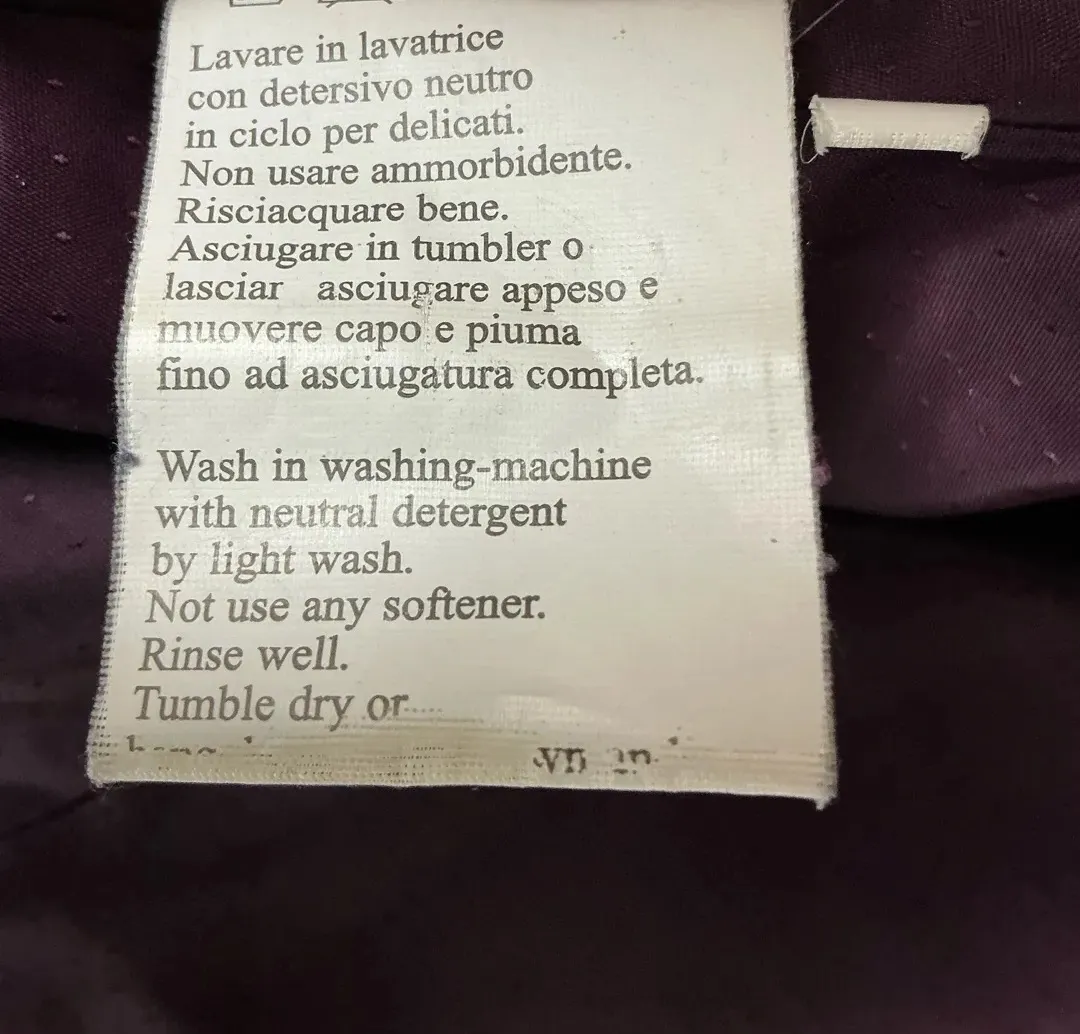 Lavare in lavatrice
con detersivo neutro
in ciclo per delicati.
Non usare ammorbidente.
Risciacquare bene.
Asciugare in tumbler o
lasciar asciugare appeso e
muovere capo e piuma
fino ad asciugatura completa.
Wash in washing-machine
with neutral detergent
by light wash.
Not use any softener.
Rinse well.
Tumble dry or